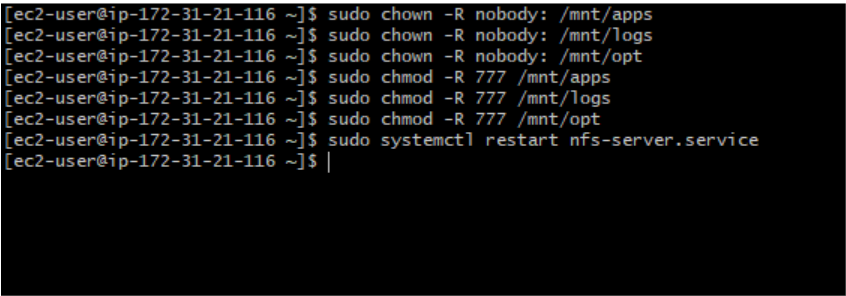 [ec2-user@ip-172-31-21-116 ~]$ sudo chown -R nobody: /mnt/apps
[ec2-user@ip-172-31-21-116 ~]$ sudo chown -R nobody: /mnt/logs
[ec2-user@ip-172-31-21-116 ~]$ sudo chown -R nobody: /mnt/opt
[ec2-user@ip-172-31-21-116 ~]$ sudo chmod -R 777 /mnt/apps
[ec2-user@ip-172-31-21-116 ~]$ sudo chmod -R 777 /mnt/logs
[ec2-user@ip-172-31-21-116 ~]$ sudo chmod -R 777 /mnt/opt
[ec2-user@ip-172-31-21-116 ~]$ sudo systemctl restart nfs-server.service
[ec2-user@ip-172-31-21-116 ~]$